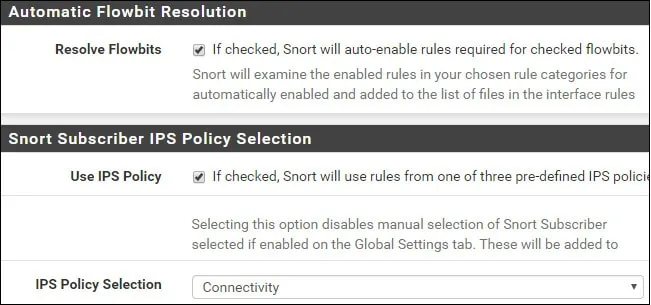 Automatic Flowbit Resolution
Resolve Flowbits If checked, Snort will auto-enable rules required for checked flowbits.
Snort will examine the enabled rules in your chosen rule categories for
automatically enabled and added to the list of files in the interface rules
Snort Subscriber IPS Policy Selection
Use IPS Policy If checked, Snort will use rules from one of three pre-defined IPS policie
Selecting this option disables manual selection of Snort Subscriber
selected if enabled on the Global Settings tab. These will be added to
IPS Policy Selection Connectivity